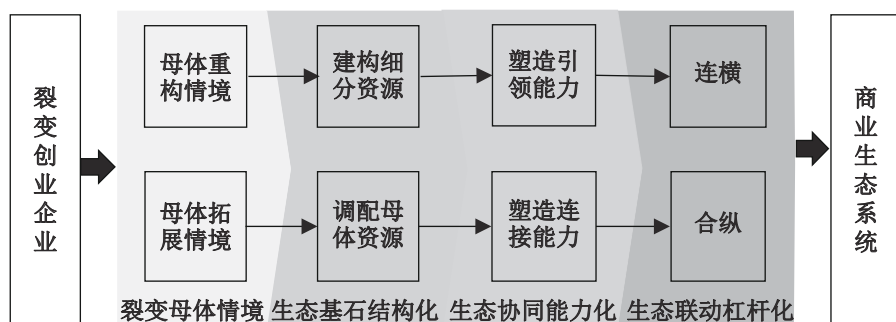 裂变创业企业
母体重
构情境
建构细
分资源
塑造引
领能力
连横
母体拓
展情境
调配母
体资源
塑造连
接能力
合纵
裂变母体情境
生态基石结构化
生态协同能力化
生态联动杠杆化
商业生态系统